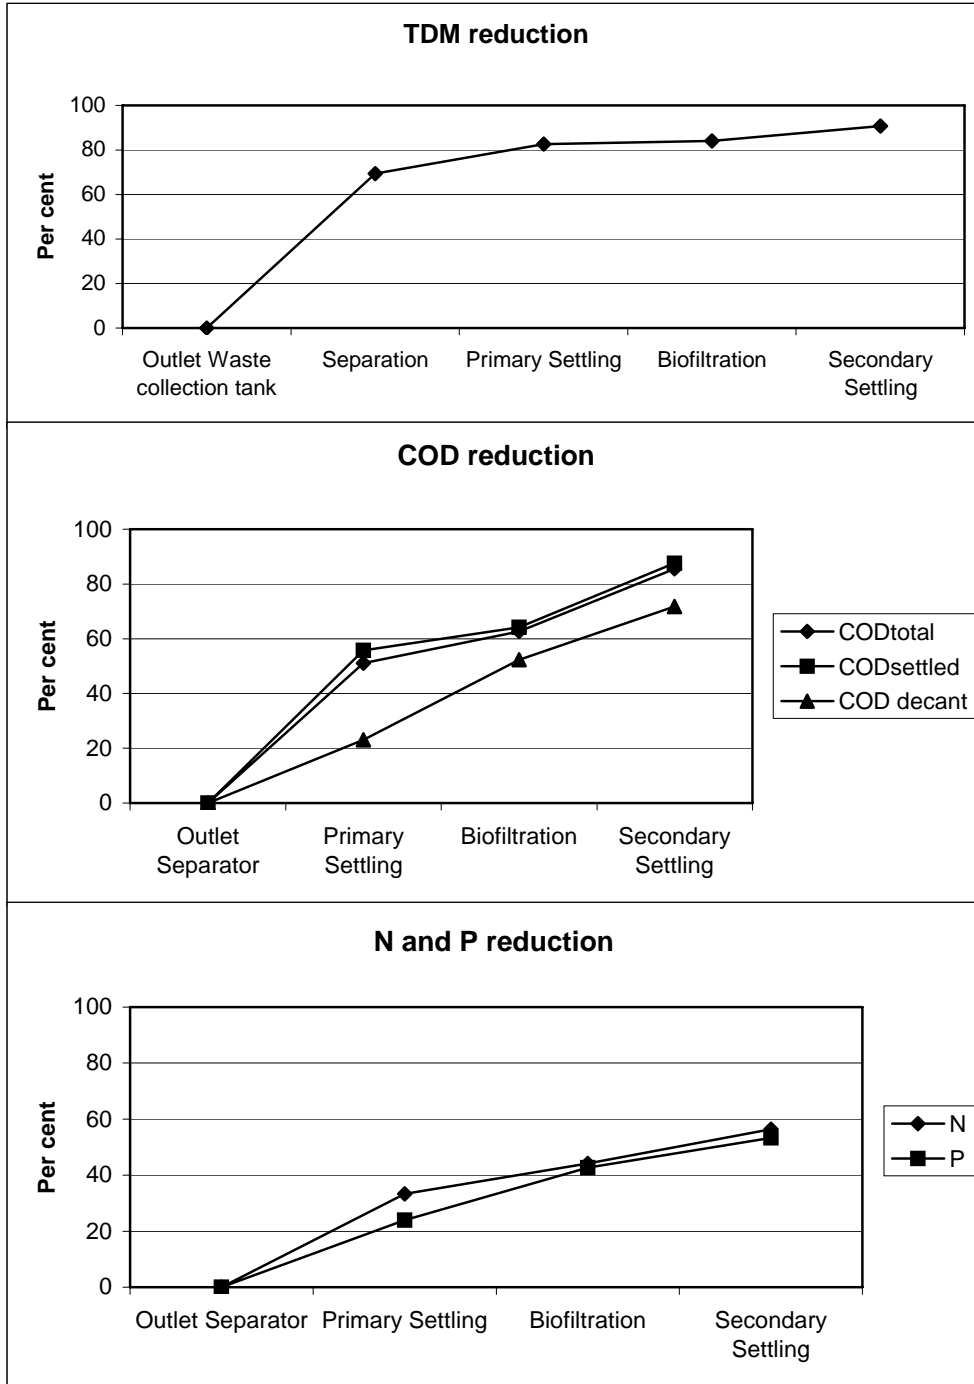 TDM reduction
100
80
60
40
20
0
Per cent
Outlet Waste
collection tank
Separation
Primary Settling
Biofiltration
Secondary
Settling
COD reduction
100
80
60
40
20
0
Per cent
Outlet
Separator
Primary
Settling
Biofiltration
Secondary
Settling
CODtotal
CODsettled
COD decant
N and P reduction
100
80
60
40
20
0
Per cent
Outlet Separator
Primary Settling
Biofiltration
Secondary
Settling
N
P